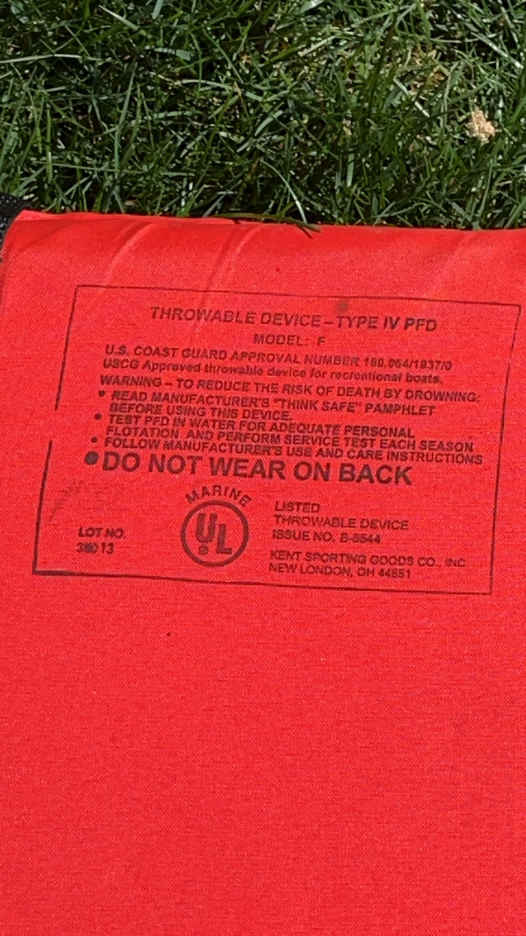 THROWABLE DEVICE – TYPE IV PFD
MODEL: F
U.S. COAST GUARD APPROVAL NUMBER 160.064/1937/0
USCG Approved throwable device for recreational boats.
WARNING – TO REDUCE THE RISK OF DEATH BY DROWNING:
• READ MANUFACTURER'S "THINK SAFE" PAMPHLET
BEFORE USING THIS DEVICE.
• TEST PFD IN WATER FOR ADEQUATE PERSONAL
FLOTATION AND PERFORM SERVICE TEST EACH SEASON
• FOLLOW MANUFACTURER'S USE AND CARE INSTRUCTIONS
• DO NOT WEAR ON BACK
MARINE
UL
LISTED
THROWABLE DEVICE
ISSUE NO. B-8544
LOT NO.
13
KENT SPORTING GOODS CO., INC
NEW LONDON, OH 44851